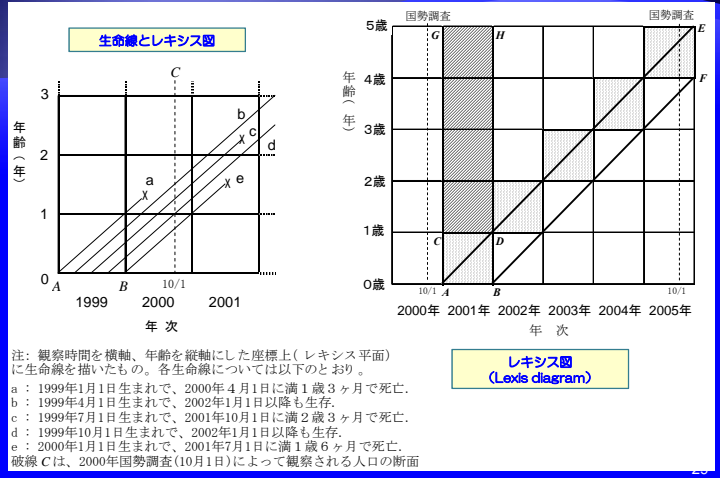 生命線とレキシス図
C
3
2
1
0
年齢(年)
a
b
c
d
e
A
B
10/1
1999
2000
2001
年 次
国勢調査
国勢調査
5歳
4歳
3歳
2歳
1歳
0歳
年齢(年)
G
H
E
F
C
D
A
B
10/1
10/1
2000年 2001年 2002年 2003年 2004年 2005年
年 次
注: 観察時間を横軸、年齢を縦軸にした座標上( レキシス平面)
に生命線を描いたもの。各生命線については以下のとおり。
a : 1999年1月1日生まれで、2000年４月1日に満１歳３ヶ月で死亡.
b : 1999年4月1日生まれで、2002年1月1日以降も生存.
c : 1999年7月1日生まれで、2001年10月1日に満２歳３ヶ月で死亡.
d : 1999年10月1日生まれで、2002年1月1日以降も生存.
e : 2000年1月1日生まれで、2001年7月1日に満１歳６ヶ月で死亡.
破線Cは、2000年国勢調査(10月1日)によって観察される人口の断面
レキシス図
(Lexis diagram)